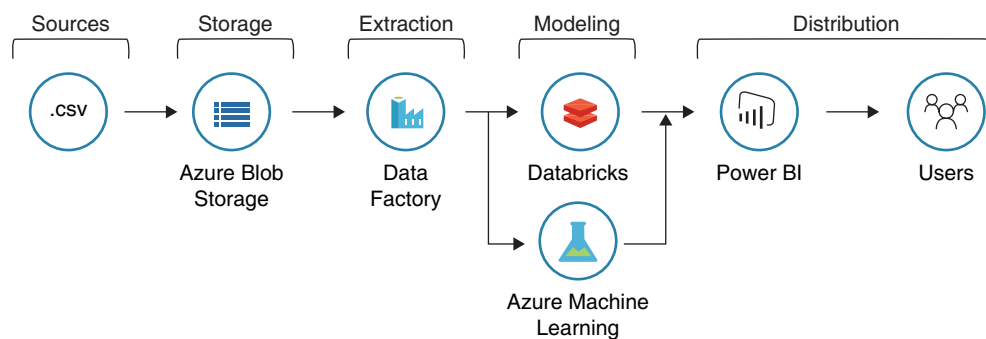 Sources
Storage
Extraction
Modeling
Distribution
.csv
Azure Blob
Storage
Data
Factory
Databricks
Power BI
Users
Azure Machine
Learning